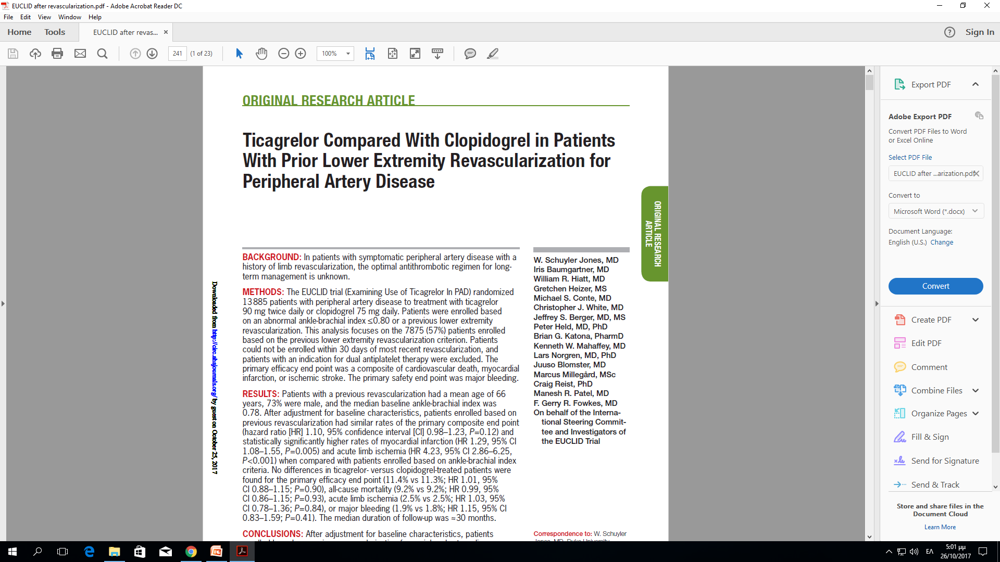 EUCLID after revascularization.pdf - Adobe Acrobat Reader DC
File Edit View Window Help
Home Tools EUCLID after revas... × Sign In
241 (1 of 23) 100%
ORIGINAL RESEARCH ARTICLE
Ticagrelor Compared With Clopidogrel in Patients
With Prior Lower Extremity Revascularization for
Peripheral Artery Disease
ORIGINAL RESEARCH
ARTICLE
Downloaded from http://circ.ahajournals.org/ by guest on October 25, 2017
BACKGROUND: In patients with symptomatic peripheral artery disease with a
history of limb revascularization, the optimal antithrombotic regimen for long-
term management is unknown.
METHODS: The EUCLID trial (Examining Use of Ticagrelor In PAD) randomized
13 885 patients with peripheral artery disease to treatment with ticagrelor
90 mg twice daily or clopidogrel 75 mg daily. Patients were enrolled based
on an abnormal ankle-brachial index ≤0.80 or a previous lower extremity
revascularization. This analysis focuses on the 7875 (57%) patients enrolled
based on the previous lower extremity revascularization criterion. Patients
could not be enrolled within 30 days of most recent revascularization, and
patients with an indication for dual antiplatelet therapy were excluded. The
primary efficacy end point was a composite of cardiovascular death, myocardial
infarction, or ischemic stroke. The primary safety end point was major bleeding.
RESULTS: Patients with a previous revascularization had a mean age of 66
years, 73% were male, and the median baseline ankle-brachial index was
0.78. After adjustment for baseline characteristics, patients enrolled based on
previous revascularization had similar rates of the primary composite end point
(hazard ratio [HR] 1.10, 95% confidence interval [CI] 0.98–1.23, P=0.12) and
statistically significantly higher rates of myocardial infarction (HR 1.29, 95% CI
1.08–1.55, P=0.005) and acute limb ischemia (HR 4.23, 95% CI 2.86–6.25,
P<0.001) when compared with patients enrolled based on ankle-brachial index
criteria. No differences in ticagrelor- versus clopidogrel-treated patients were
found for the primary efficacy end point (11.4% vs 11.3%; HR 1.01, 95%
CI 0.88–1.15; P=0.90), all-cause mortality (9.2% vs 9.2%; HR 0.99, 95%
CI 0.86–1.15; P=0.93), acute limb ischemia (2.5% vs 2.5%; HR 1.03, 95%
CI 0.78–1.36; P=0.84), or major bleeding (1.9% vs 1.8%; HR 1.15, 95% CI
0.83–1.59; P=0.41). The median duration of follow-up was ≈30 months.
CONCLUSIONS: After adjustment for baseline characteristics, patients
W. Schuyler Jones, MD
Iris Baumgartner, MD
William R. Hiatt, MD
Gretchen Heizer, MS
Michael S. Conte, MD
Christopher J. White, MD
Jeffrey S. Berger, MD, MS
Peter Held, MD, PhD
Brian G. Katona, PharmD
Kenneth W. Mahaffey, MD
Lars Norgren, MD, PhD
Juuso Blomster, MD
Marcus Millegård, MSc
Craig Reist, PhD
Manesh R. Patel, MD
F. Gerry R. Fowkes, MD
On behalf of the Interna-
tional Steering Commit-
tee and Investigators of
the EUCLID Trial
Correspondence to: W. Schuyler
Export PDF
Adobe Export PDF
Convert PDF Files to Word
or Excel Online
Select PDF File
EUCLID after ...arization.pdf
Convert to
Microsoft Word (*.docx)
Document Language:
English (U.S.) Change
Convert
Create PDF
Edit PDF
Comment
Combine Files
Organize Pages
Fill & Sign
Send for Signature
Send & Track
Store and share files in the
Document Cloud
Learn More
ΕΛ
5:01 μμ
26/10/2017